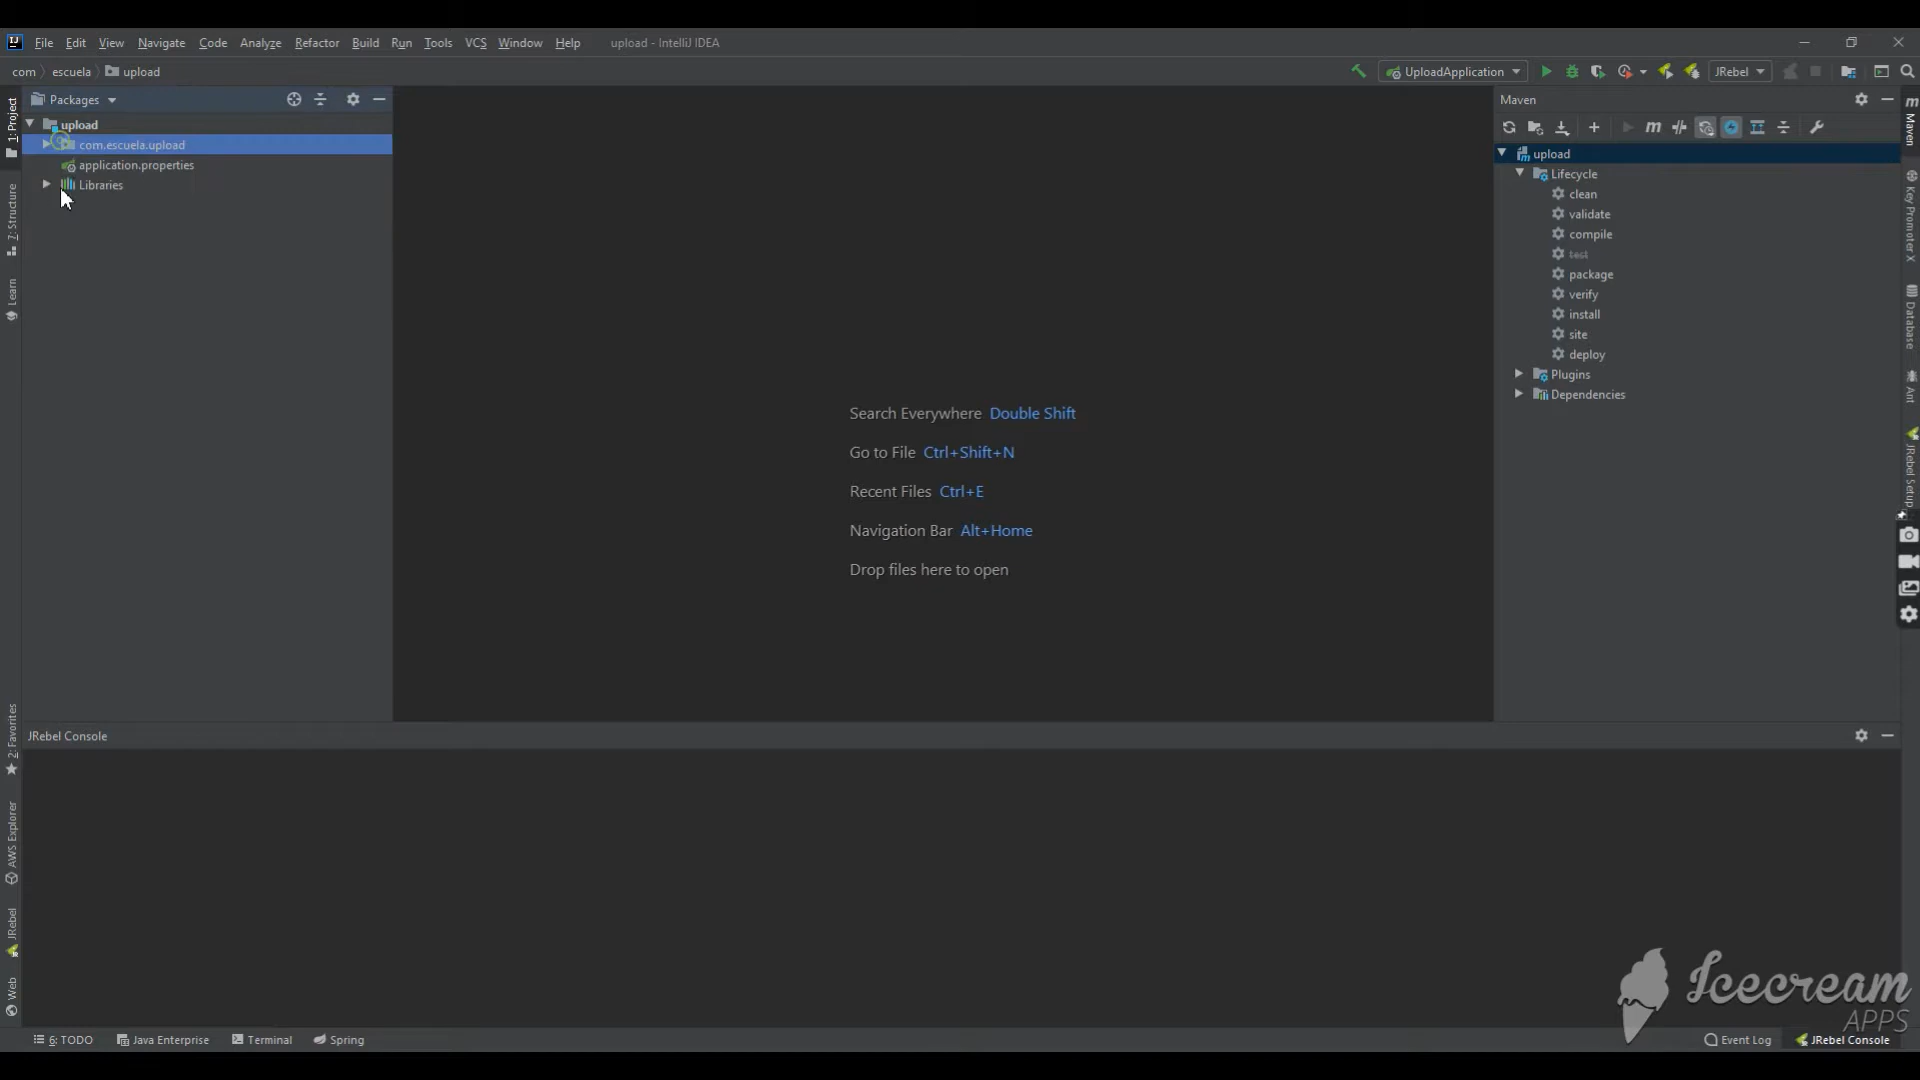 IJ File Edit View Navigate Code Analyze Refactor Build Run Tools VCS Window Help upload - IntelliJ IDEA
com escuela upload UploadApplication JRebel
Packages
upload
com.escuela.upload
application.properties
Libraries
1: Project
7: Structure
Learn
2: Favorites
AWS Explorer
JRebel
Web
Search Everywhere Double Shift
Go to File Ctrl+Shift+N
Recent Files Ctrl+E
Navigation Bar Alt+Home
Drop files here to open
Maven
m
upload
Lifecycle
clean
validate
compile
test
package
verify
install
site
deploy
Plugins
Dependencies
m Maven
Key Promoter X
Database
Ant
JRebel Setup
JRebel Console
6: TODO Java Enterprise Terminal Spring Event Log JRebel Console
Icecream
APPS